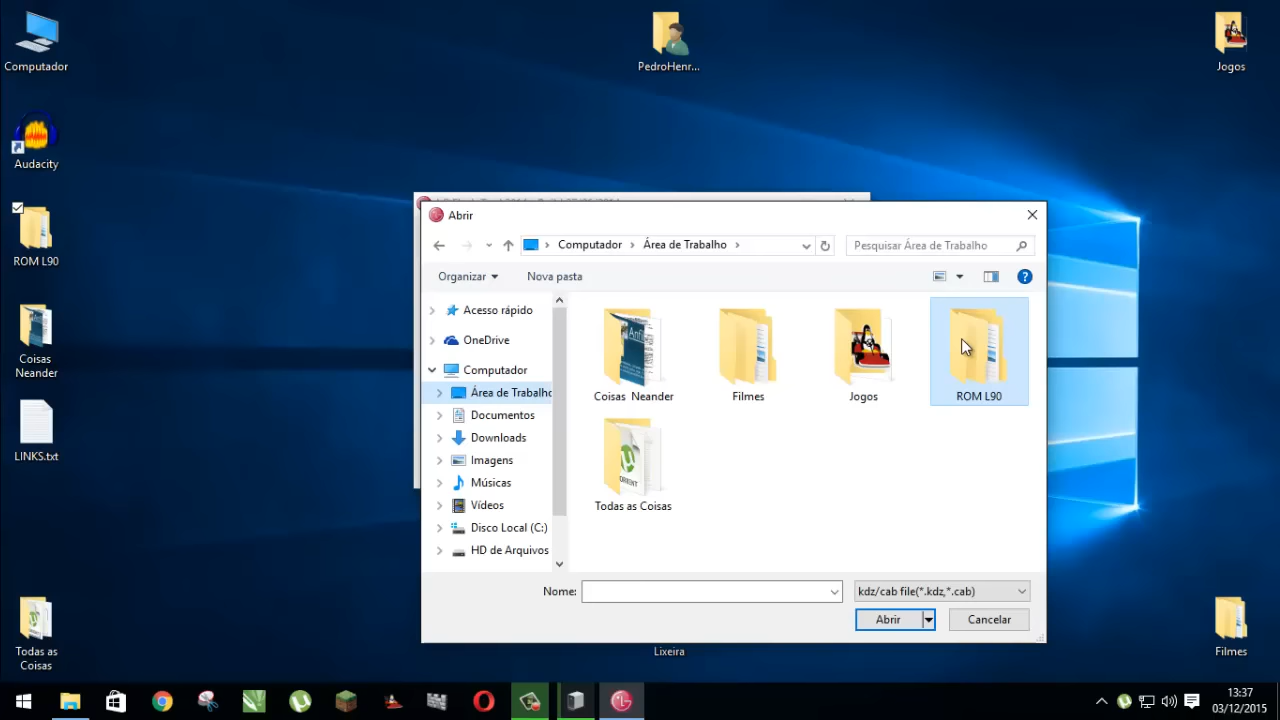 Computador
PedroHenr...
Jogos
Audacity
ROM L90
Coisas
Neander
LINKS.txt
Todas as
Coisas
Lixeira
Filmes
Abrir
Computador
Área de Trabalho
Pesquisar Área de Trabalho
Organizar
Nova pasta
Acesso rápido
OneDrive
Computador
Área de Trabalho
Documentos
Downloads
Imagens
Músicas
Vídeos
Disco Local (C:)
HD de Arquivos
Coisas Neander
Filmes
Jogos
ROM L90
Todas as Coisas
Nome:
kdz/cab file(*.kdz,*.cab)
Abrir
Cancelar
13:37
03/12/2015